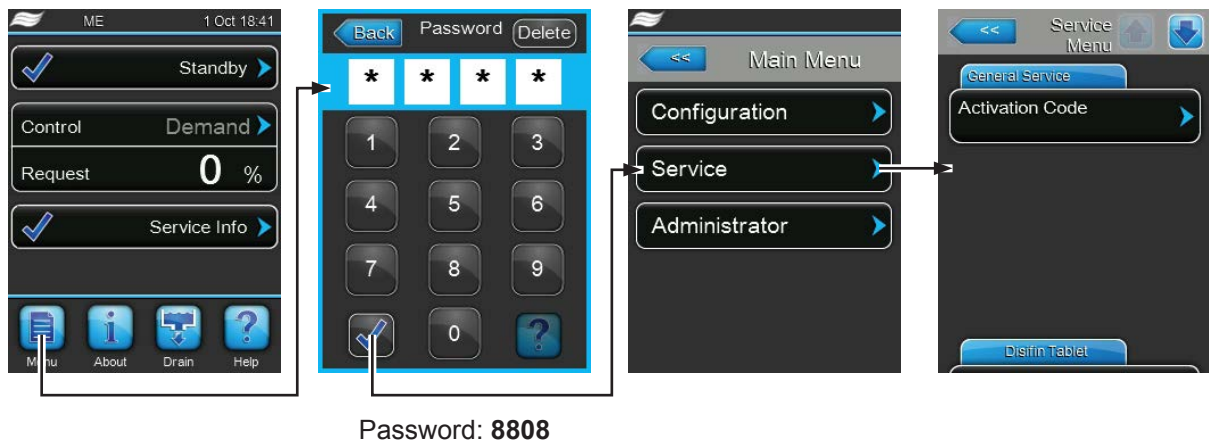 ME 1 Oct 18:41
Standby
Control Demand
Request 0 %
Service Info
Menu About Drain Help
Back Password Delete
* * * *
1 2 3
4 5 6
7 8 9
0 ?
<< Main Menu
Configuration
Service
Administrator
<< Service
Menu
General Service
Activation Code
Disifin Tablet
Password: 8808